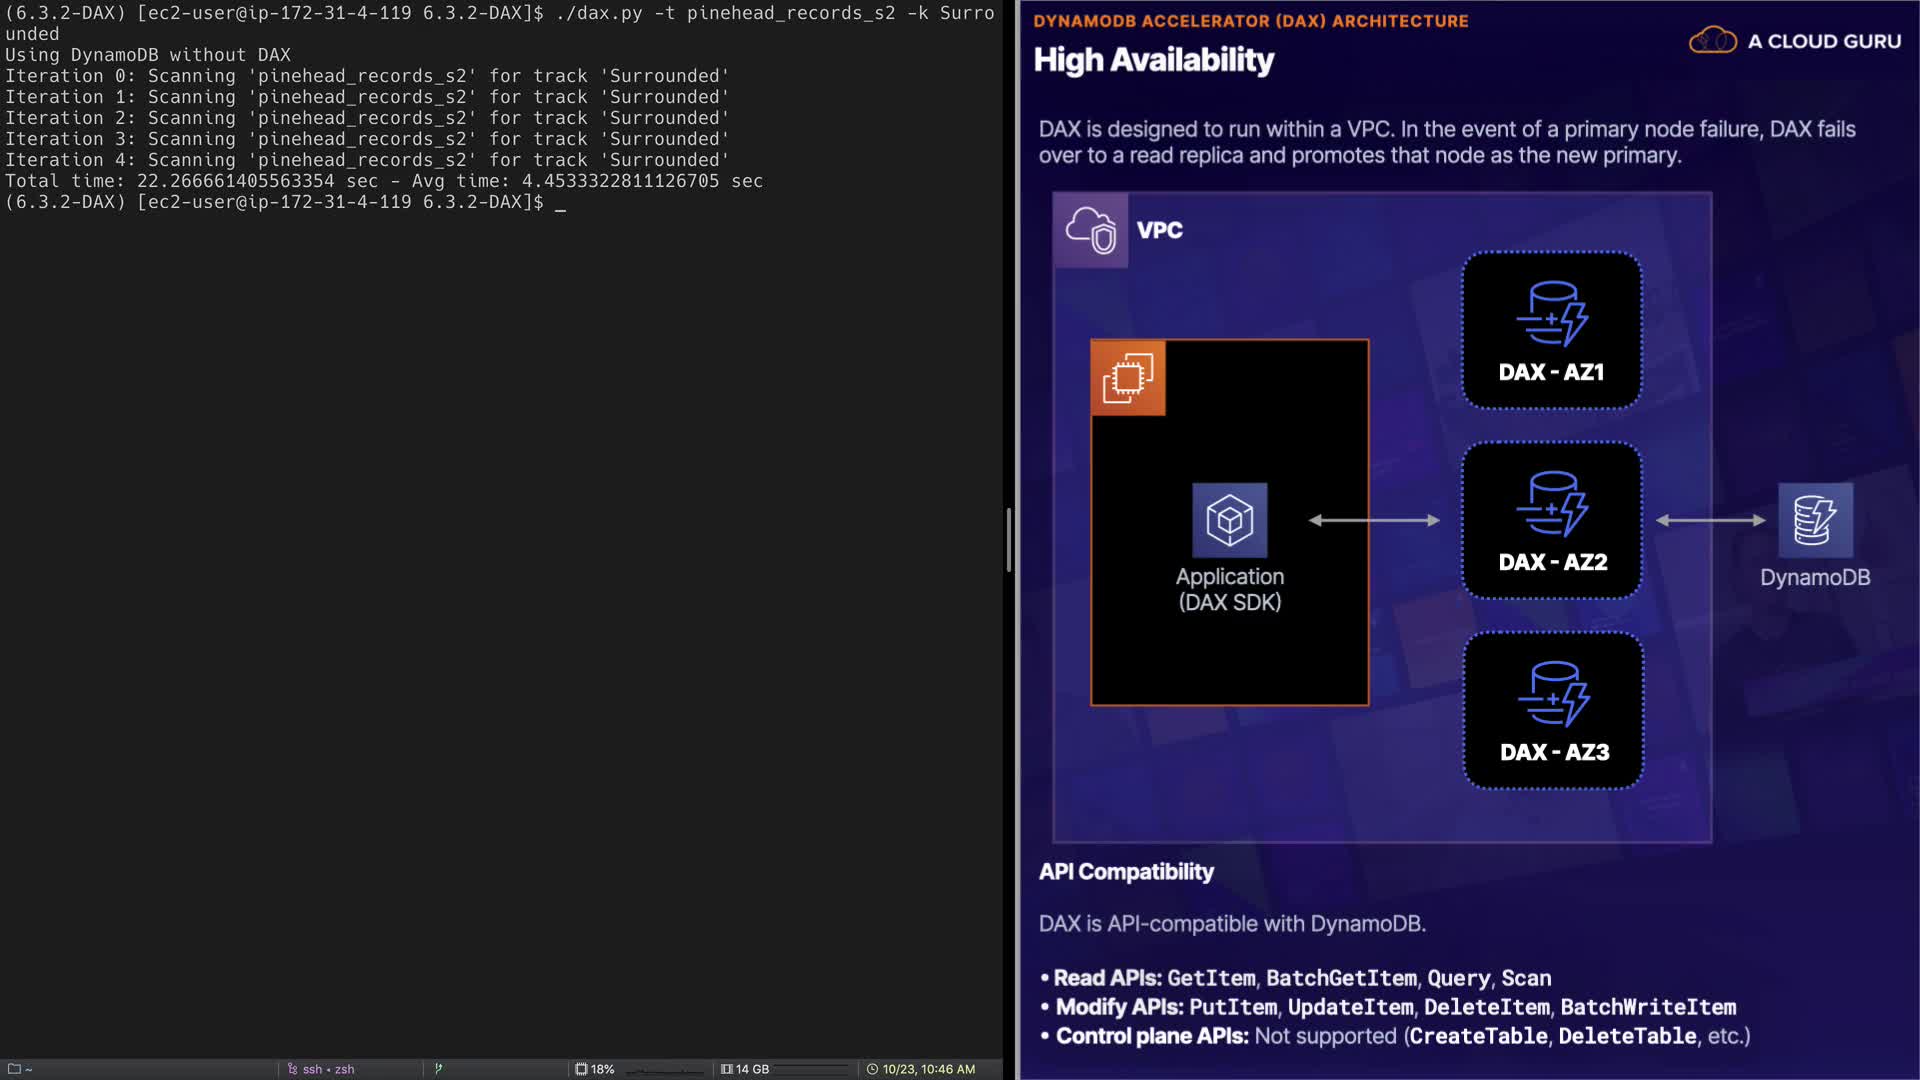 (6.3.2-DAX) [ec2-user@ip-172-31-4-119 6.3.2-DAX]$ ./dax.py -t pinehead_records_s2 -k Surro
unded
Using DynamoDB without DAX
Iteration 0: Scanning 'pinehead_records_s2' for track 'Surrounded'
Iteration 1: Scanning 'pinehead_records_s2' for track 'Surrounded'
Iteration 2: Scanning 'pinehead_records_s2' for track 'Surrounded'
Iteration 3: Scanning 'pinehead_records_s2' for track 'Surrounded'
Iteration 4: Scanning 'pinehead_records_s2' for track 'Surrounded'
Total time: 22.266661405563354 sec - Avg time: 4.4533322811126705 sec
(6.3.2-DAX) [ec2-user@ip-172-31-4-119 6.3.2-DAX]$ _
~
ssh • zsh
18%
14 GB
10/23, 10:46 AM
DYNAMODB ACCELERATOR (DAX) ARCHITECTURE
High Availability
A CLOUD GURU
DAX is designed to run within a VPC. In the event of a primary node failure, DAX fails
over to a read replica and promotes that node as the new primary.
VPC
DAX - AZ1
DAX - AZ2
DAX - AZ3
Application
(DAX SDK)
DynamoDB
API Compatibility
DAX is API-compatible with DynamoDB.
• Read APIs: GetItem, BatchGetItem, Query, Scan
• Modify APIs: PutItem, UpdateItem, DeleteItem, BatchWriteItem
• Control plane APIs: Not supported (CreateTable, DeleteTable, etc.)